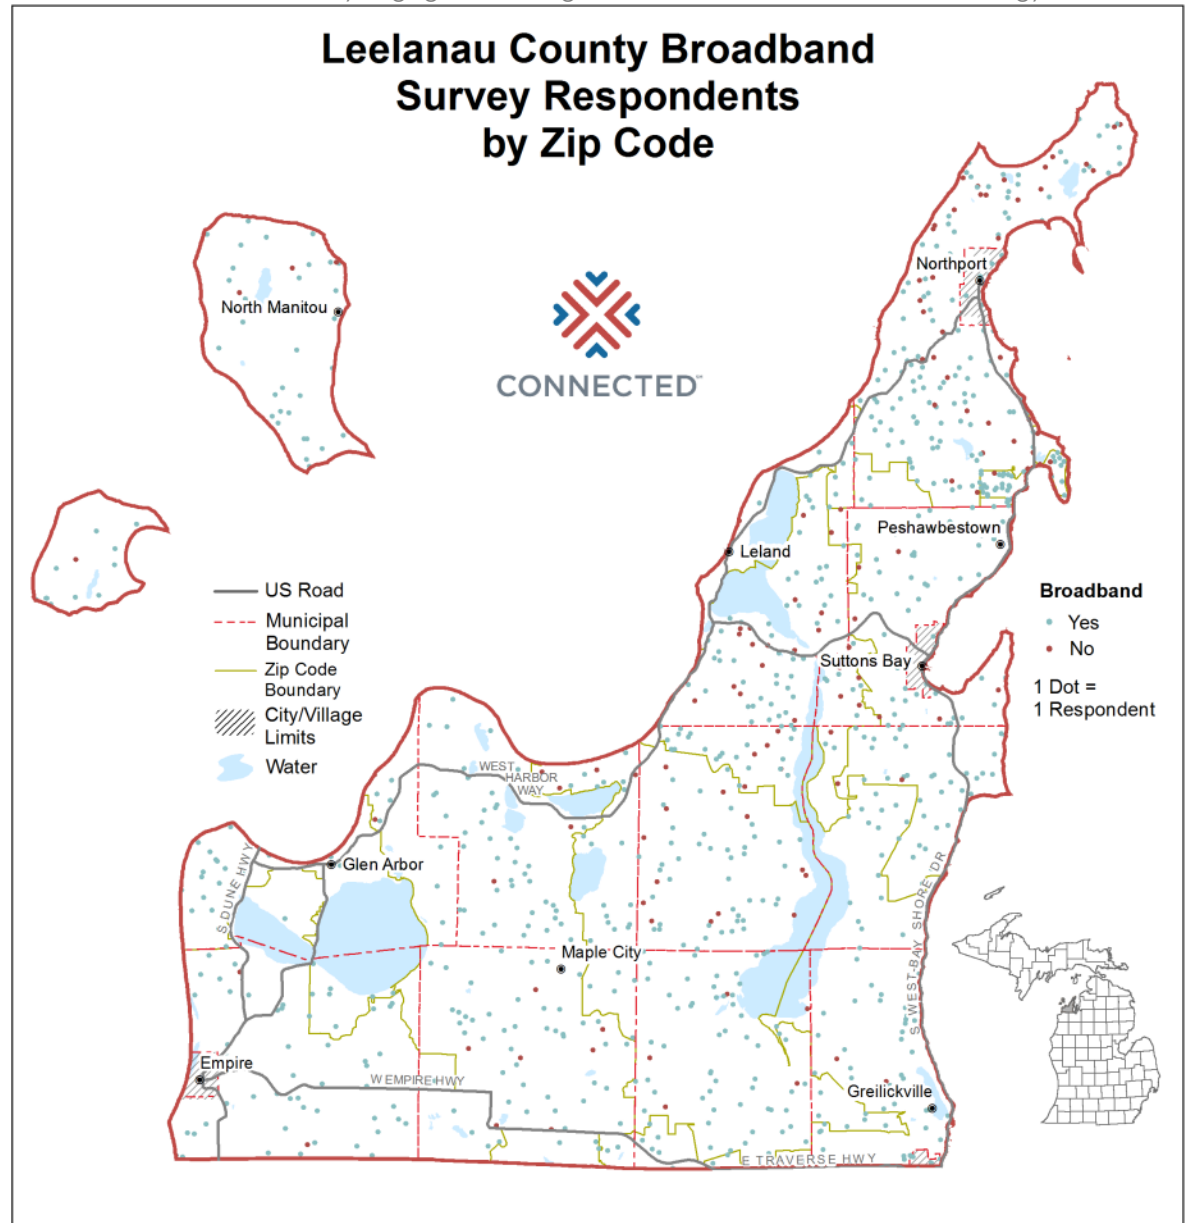 Leelanau County Broadband
Survey Respondents
by Zip Code
Northport
North Manitou
CONNECTED
Peshawbestown
Leland
US Road
Municipal
Boundary
Zip Code
Boundary
City/Village
Limits
Water
Broadband
Yes
No
1 Dot =
1 Respondent
Suttons Bay
WEST
HARBOR
WAY
Glen Arbor
S DUNE HWY
S WEST-BAY SHORE DR
Maple City
Empire
W EMPIRE HWY
Greilickville
E TRAVERSE HWY